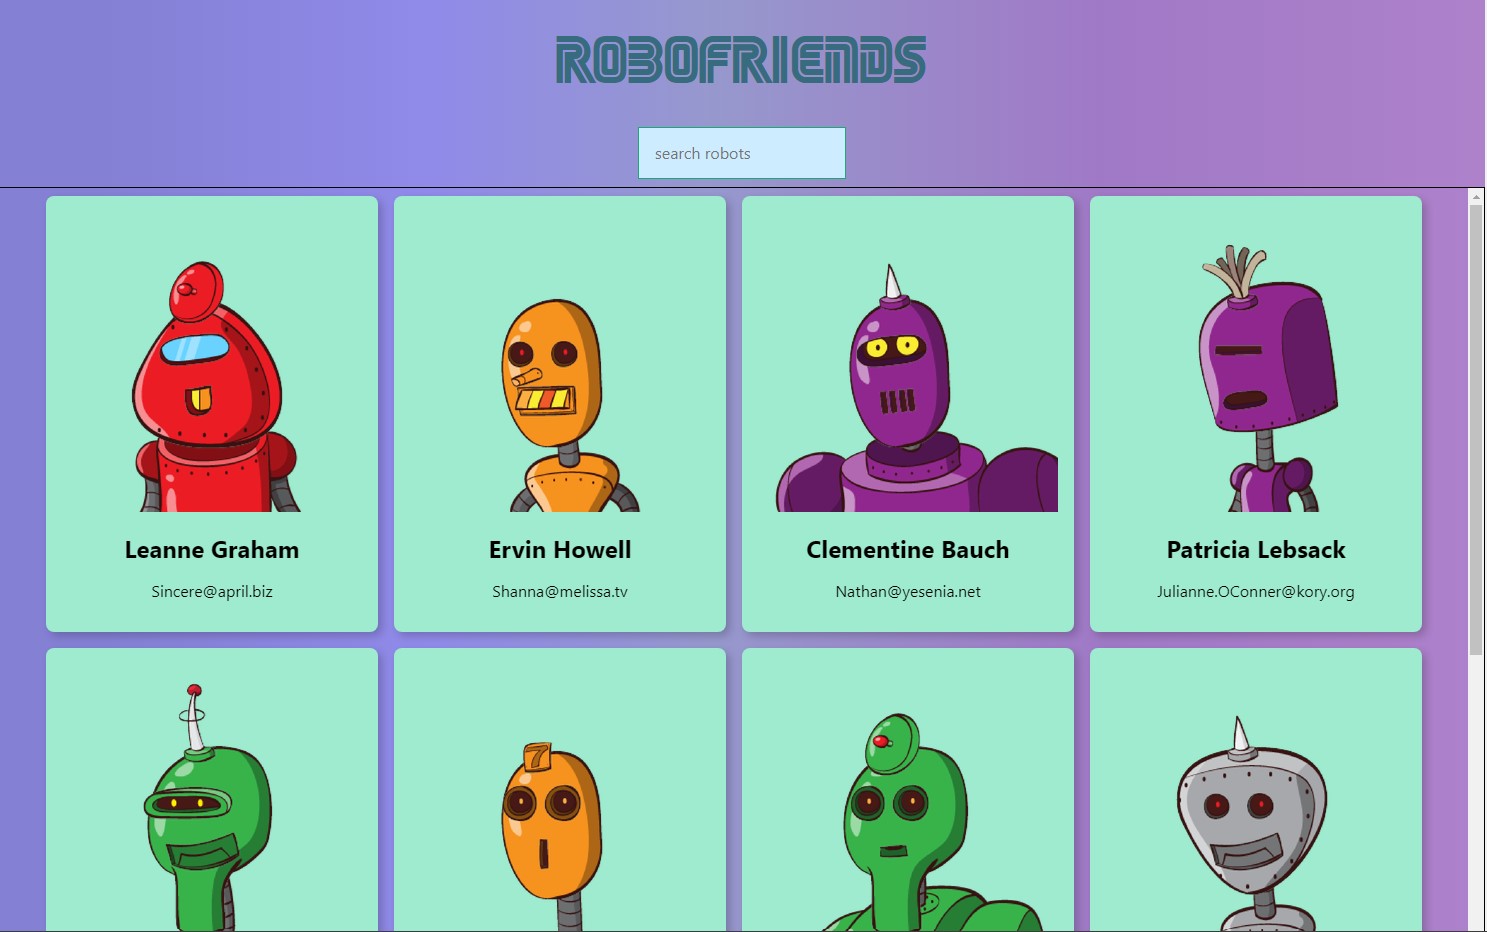 ROBOFRIENDS
search robots
Leanne Graham
Ervin Howell
Clementine Bauch
Patricia Lebsack
Sincere@april.biz
Shanna@melissa.tv
Nathan@yesenia.net
Julianne.OConner@kory.org
7